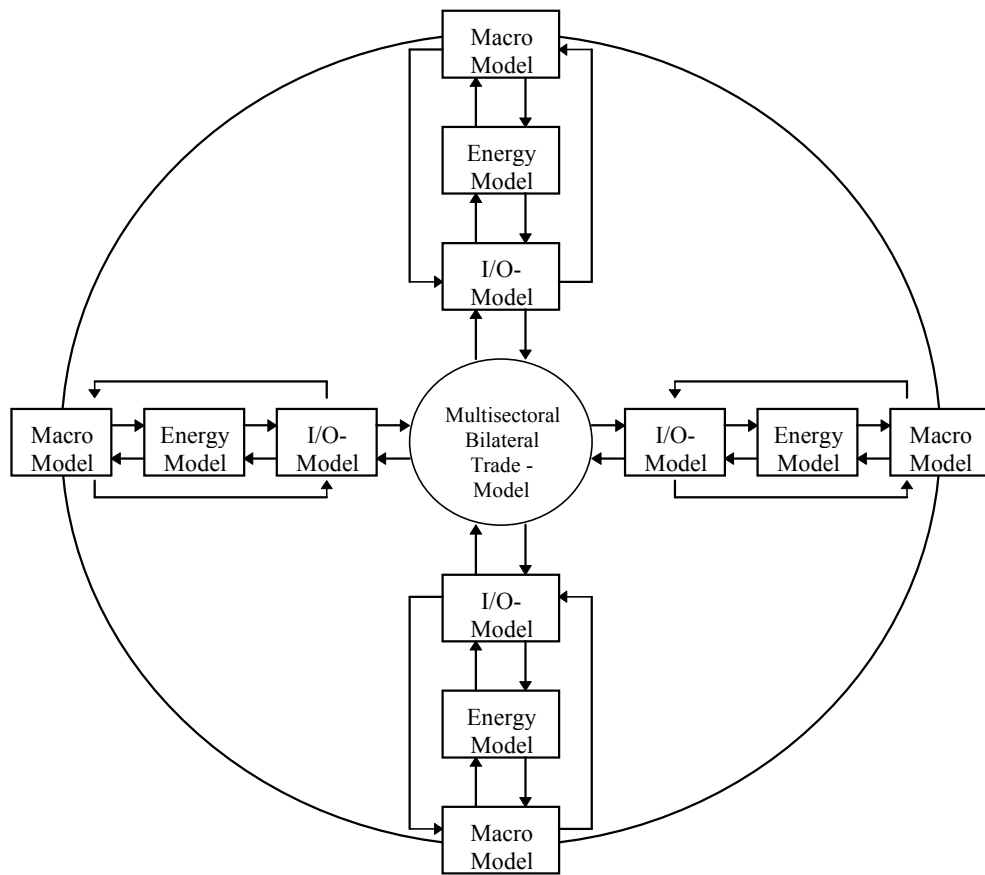 Macro
Model
Energy
Model
I/O-
Model
Macro
Model
Energy
Model
I/O-
Model
Multisectoral
Bilateral
Trade -
Model
I/O-
Model
Energy
Model
Macro
Model
I/O-
Model
Energy
Model
Macro
Model